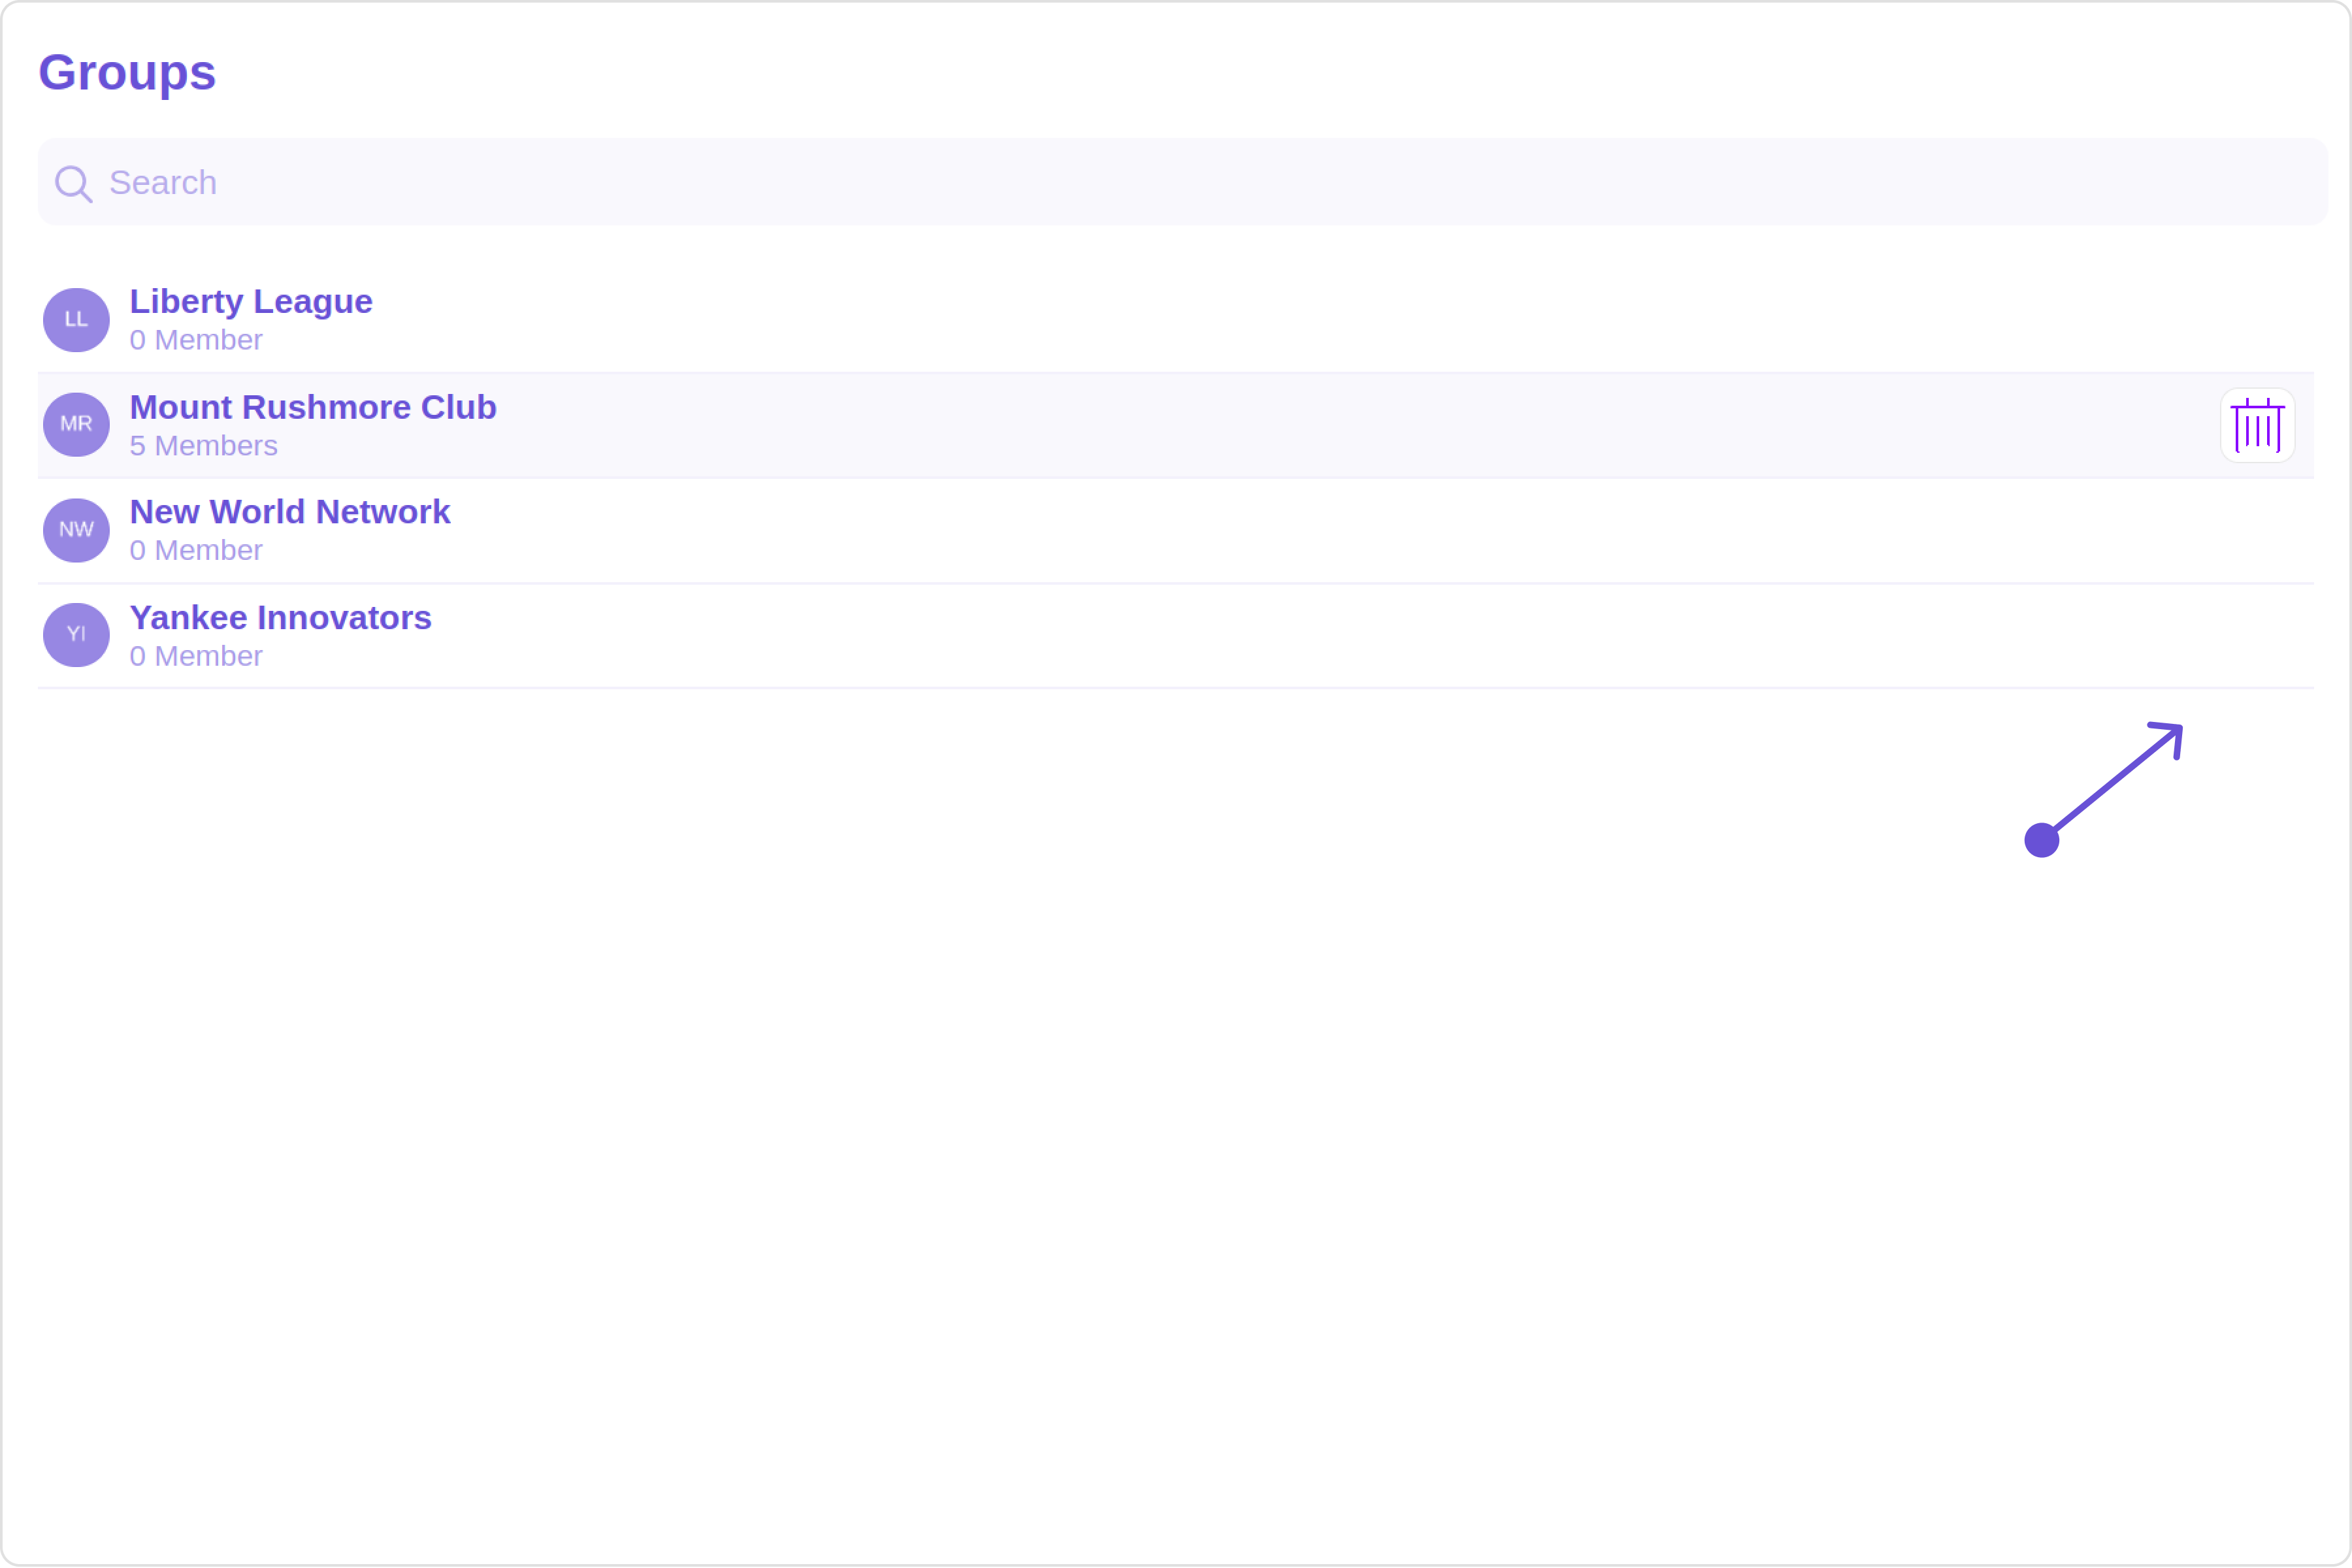 Groups
Search
LL
Liberty League
0 Member
MR
Mount Rushmore Club
5 Members
NW
New World Network
0 Member
YI
Yankee Innovators
0 Member